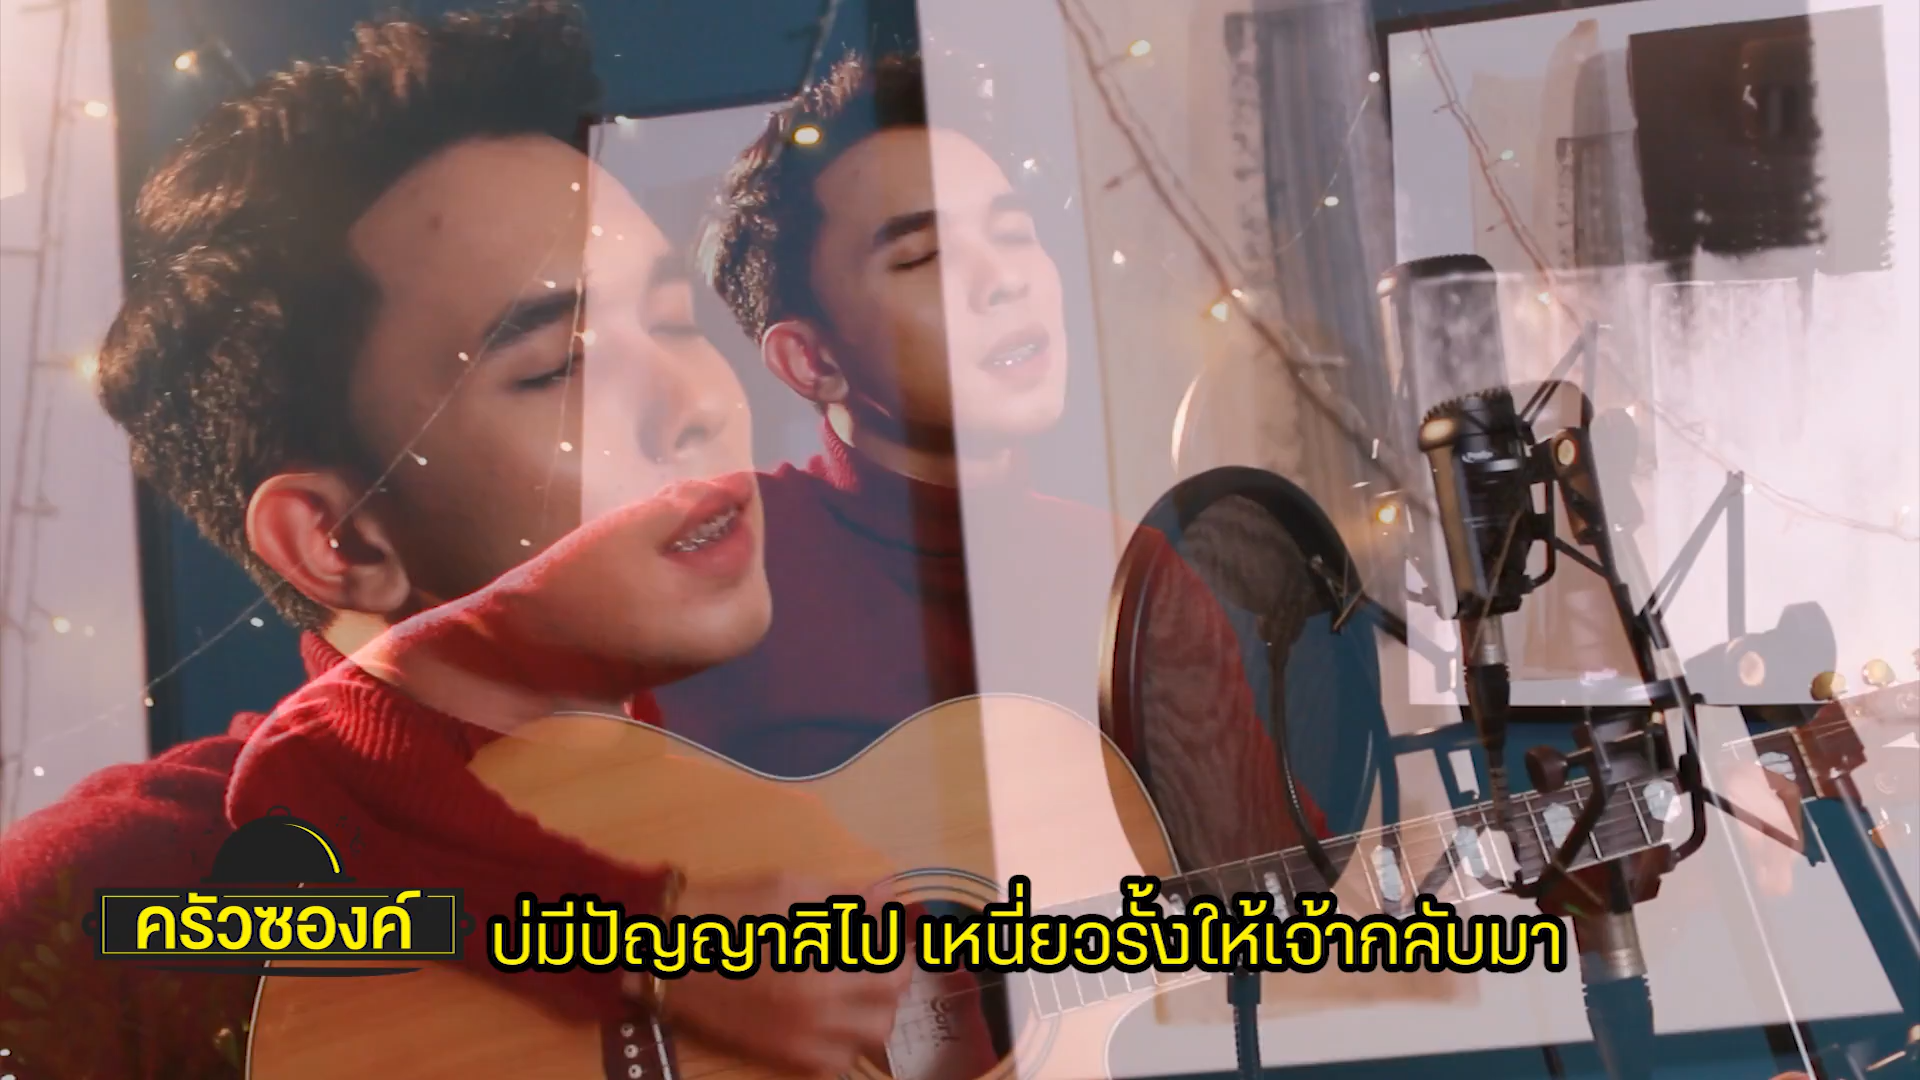 ครัวซองค์
บ่มีปัญญาสิไป เหนี่ยวรั้งให้เจ้ากลับมา